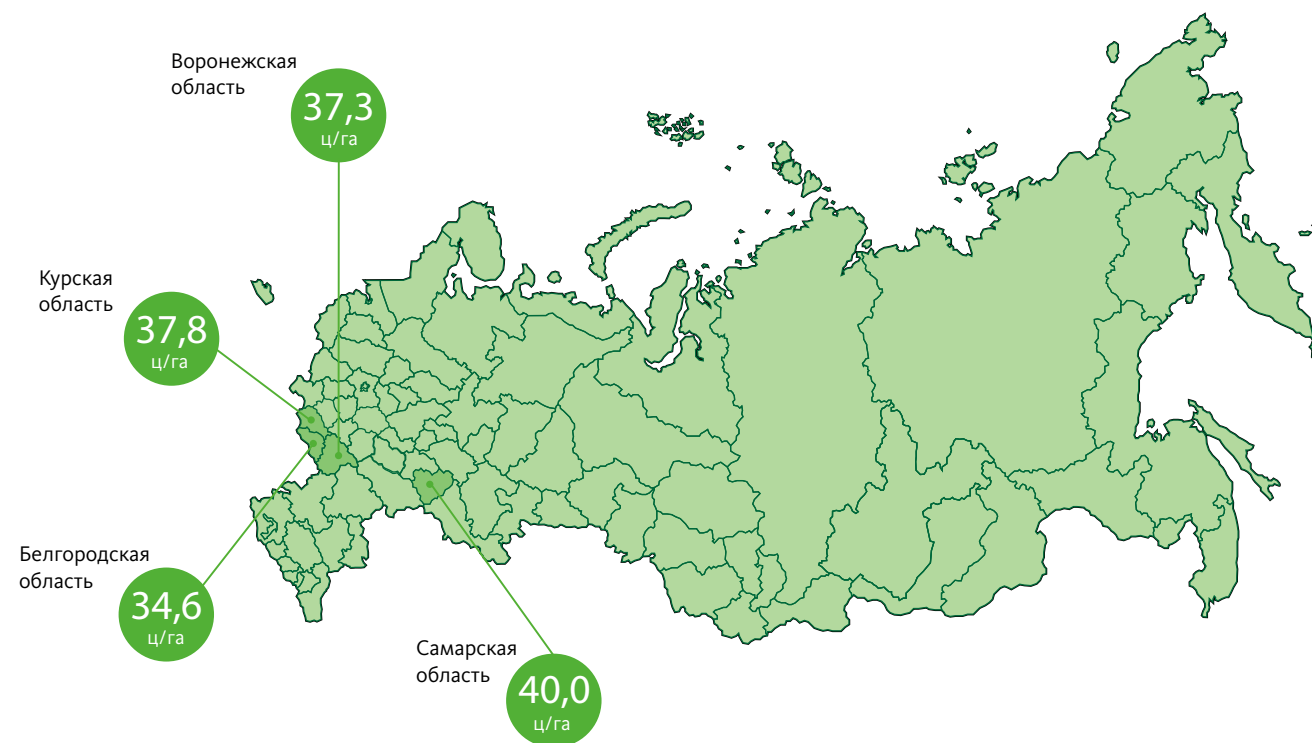 Воронежская
область
37,3
ц/га
Курская
область
37,8
ц/га
Белгородская
область
34,6
ц/га
Самарская
область
40,0
ц/га